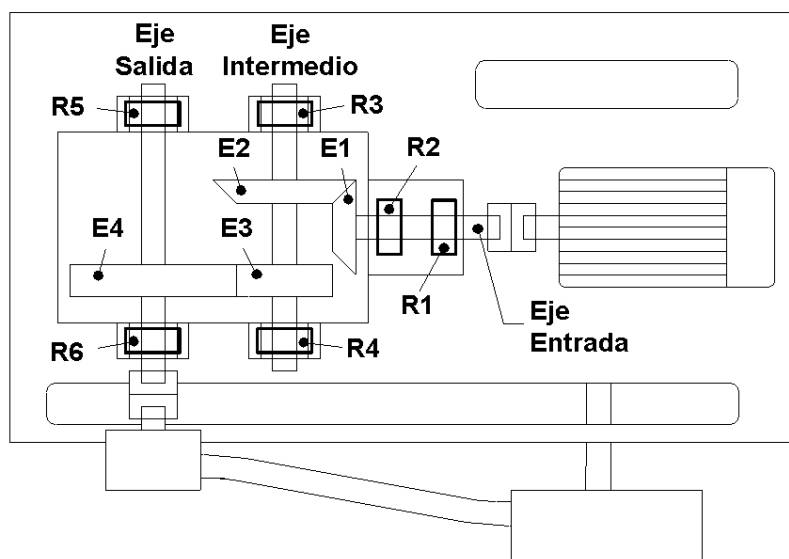 Eje
Salida
Eje
Intermedio
R5
R3
E2
E1
R2
E4
E3
R1
Eje
Entrada
R6
R4